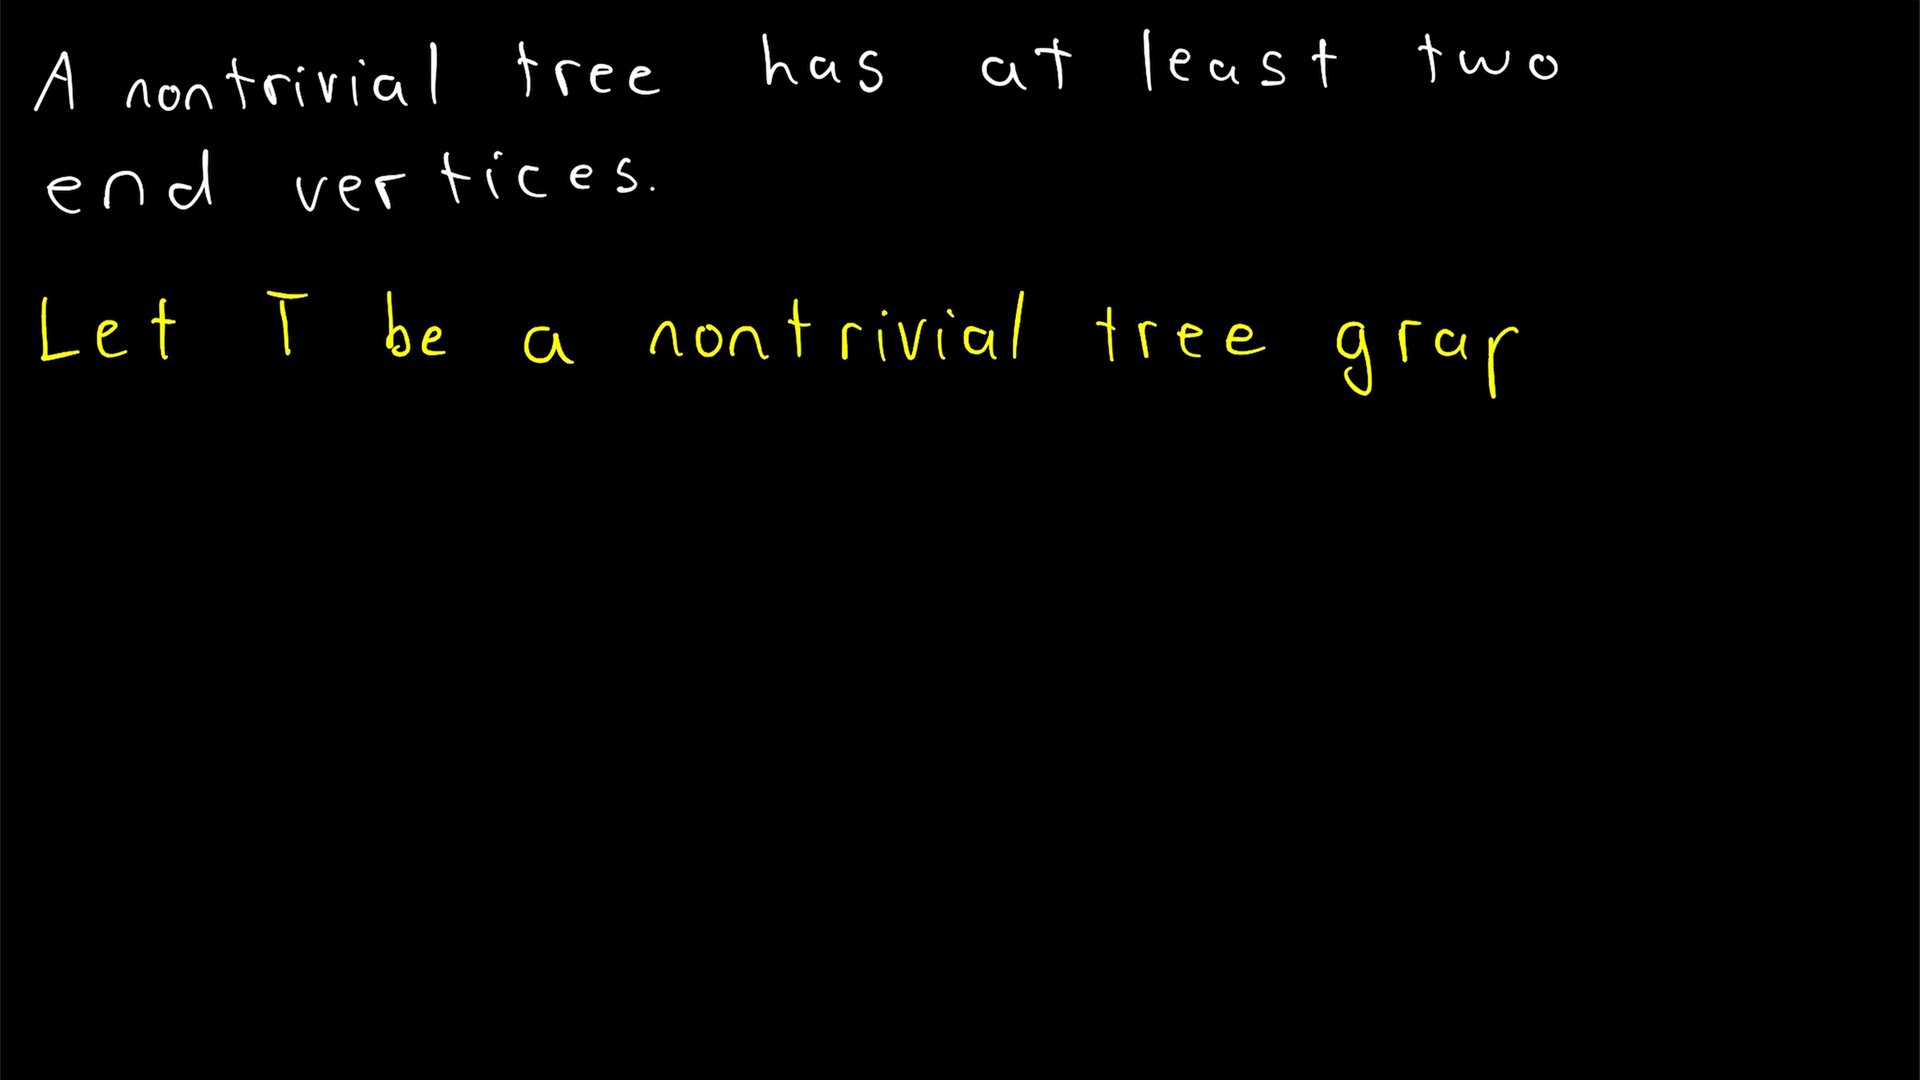 A nontrivial tree has at least two
end vertices.
Let T be a nontrivial tree grap